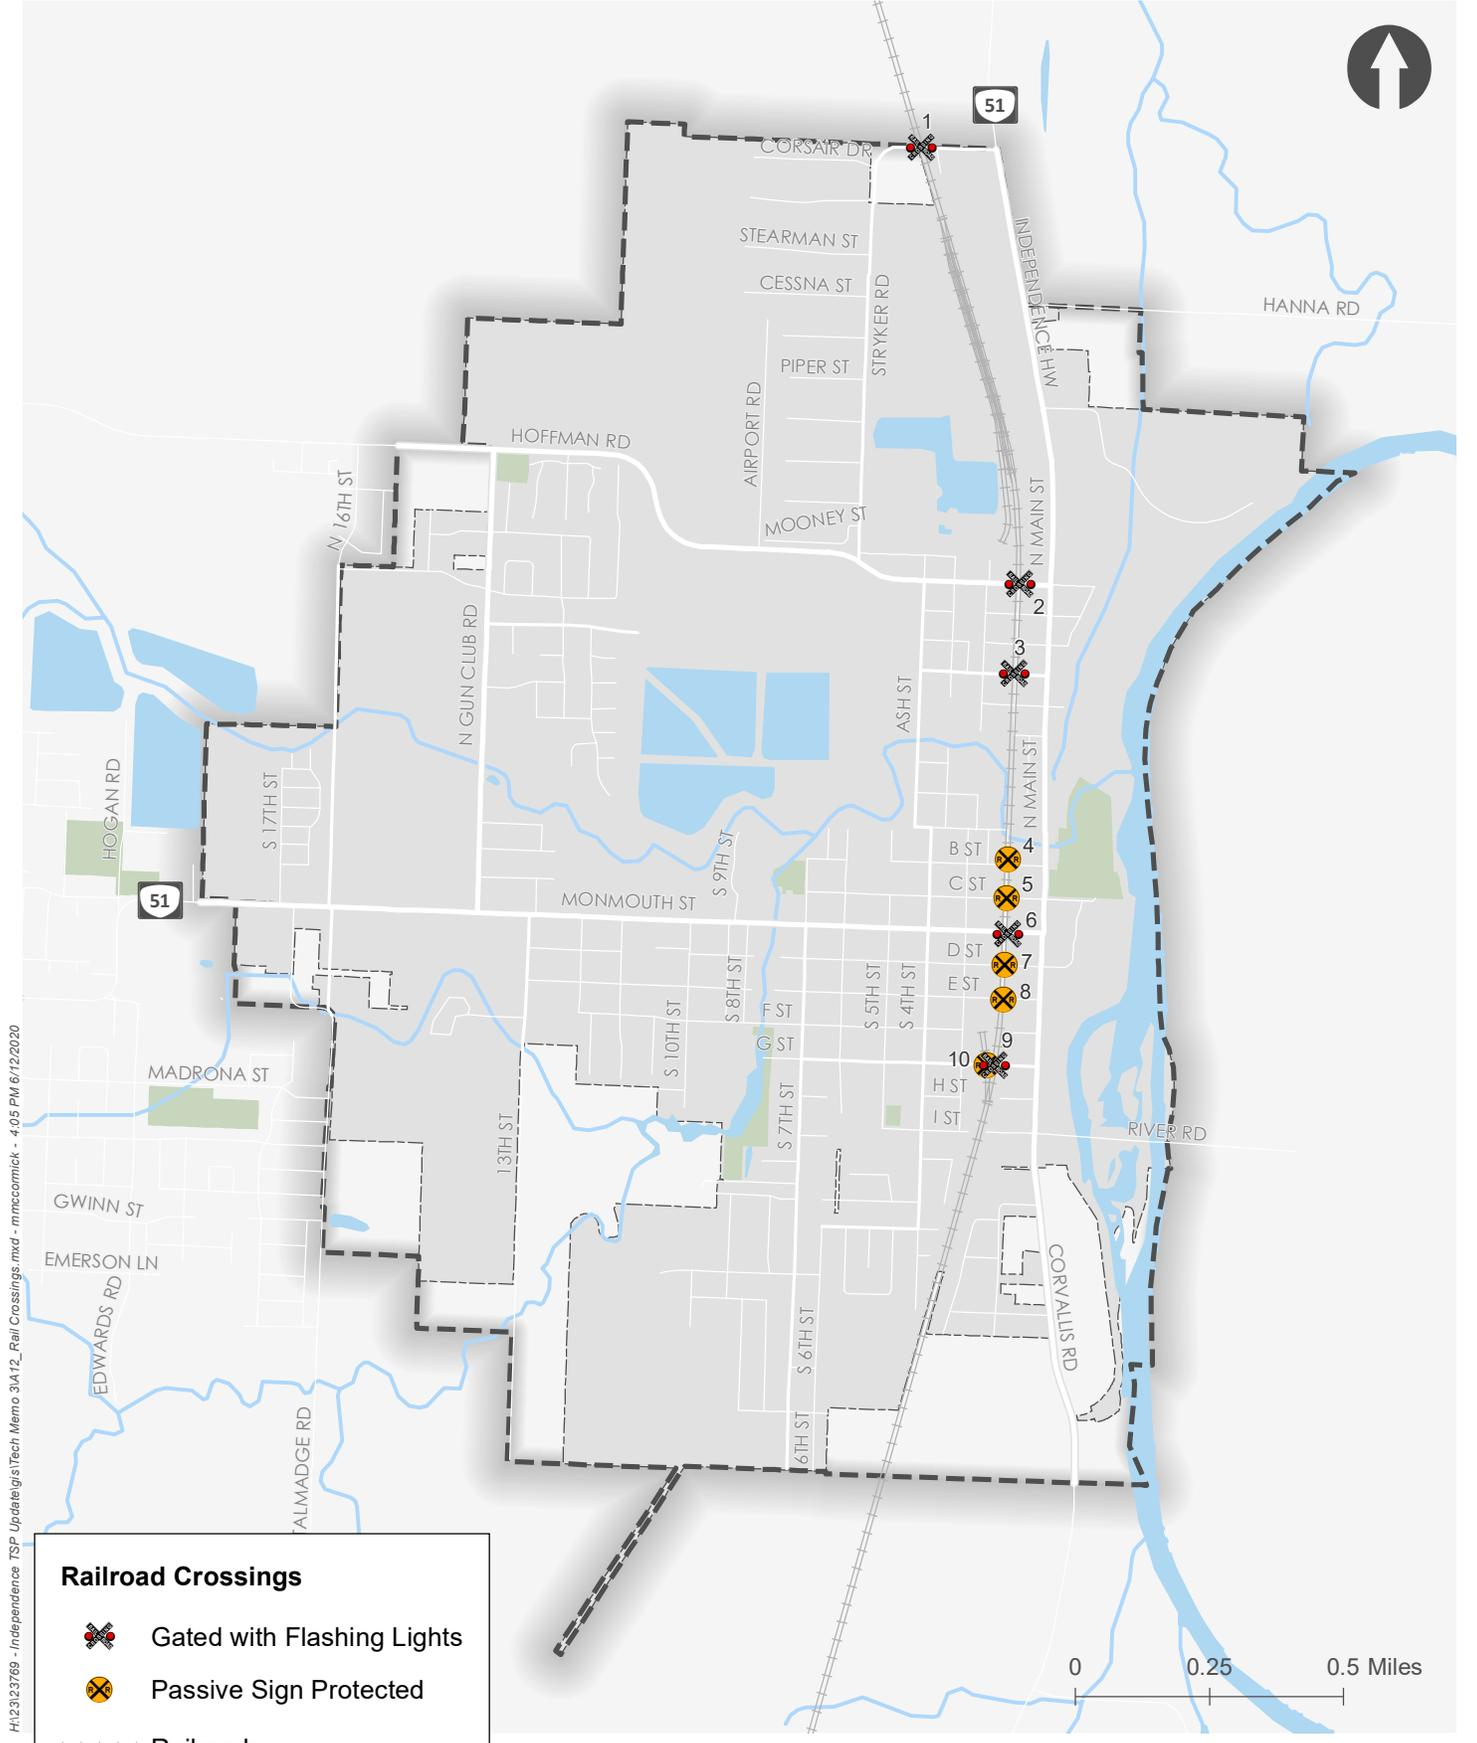 51
1
CORSAIR DR
INDEPENDENCE HW
STEARMAN ST
CESSNA ST
STRYKER RD
HANNA RD
PIPER ST
AIRPORT RD
HOFFMAN RD
N 16TH ST
MOONEY ST
N MAIN ST
2
N GUN CLUB RD
3
ASH ST
N MAIN ST
HOGAN RD
S 17TH ST
S 9TH ST
B ST
4
C ST
5
51
MONMOUTH ST
6
D ST
7
S 8TH ST
S 5TH ST
S 4TH ST
E ST
8
S 10TH ST
F ST
G ST
9
10
MADRONA ST
H ST
S 7TH ST
I ST
13TH ST
RIVER RD
GWINN ST
EMERSON LN
EDWARDS RD
CORVALLIS RD
S 6TH ST
6TH ST
TALMADGE RD
H:\23\23769 - Independence TSP Update\gis\Tech Memo 3\A12_Rail Crossings.mxd - mmccormick - 4:05 PM 6/12/2020
Railroad Crossings
Gated with Flashing Lights
Passive Sign Protected
0 0.25 0.5 Miles